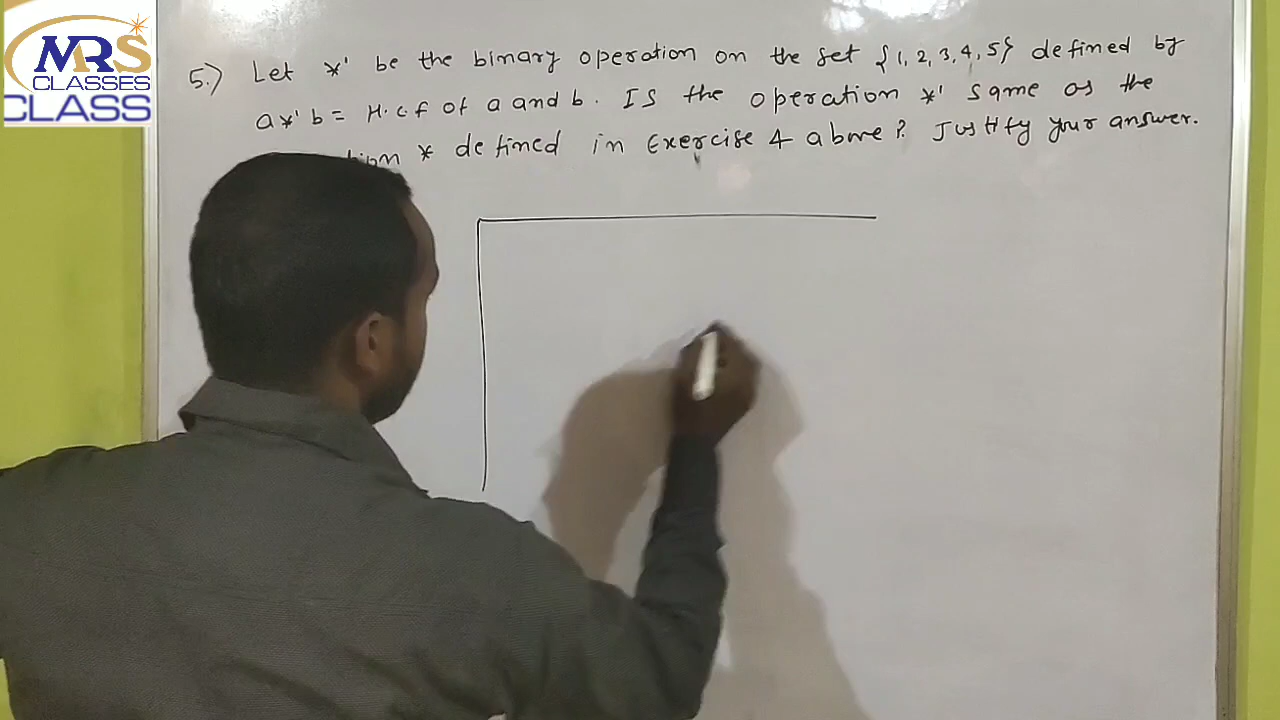 MRS
CLASSES
CLASS
5.) Let *' be the binary operation on the set {1, 2, 3, 4, 5} defined by
a *' b = H.C.F of a and b. Is the operation *' same as the
* defined in Exercise 4 above? Justify your answer.